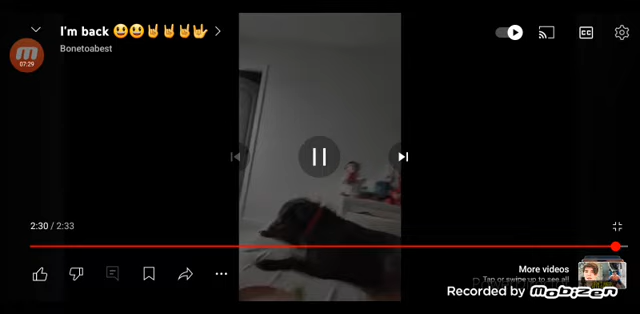 I'm back 😃😃🤘🤘🤘🤟
Bonetoabest
07:29
CC
2:30 / 2:33
More videos
Tap or swipe up to see all
Recorded by Mobizen